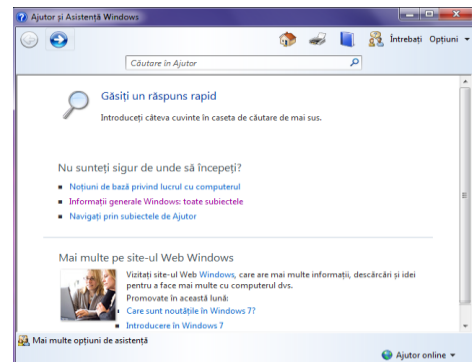 Ajutor și Asistență Windows
Întrebați Opțiuni
Căutare în Ajutor
Găsiți un răspuns rapid
Introduceți câteva cuvinte în caseta de căutare de mai sus.
Nu sunteți sigur de unde să începeți?
Noțiuni de bază privind lucrul cu computerul
Informații generale Windows: toate subiectele
Navigați prin subiectele de Ajutor
Mai multe pe site-ul Web Windows
Vizitați site-ul Web Windows, care are mai multe informații, descărcări și idei
pentru a face mai multe cu computerul dvs.
Promovate în această lună:
Care sunt noutățile în Windows 7?
Introducere în Windows 7
Mai multe opțiuni de asistență
Ajutor online